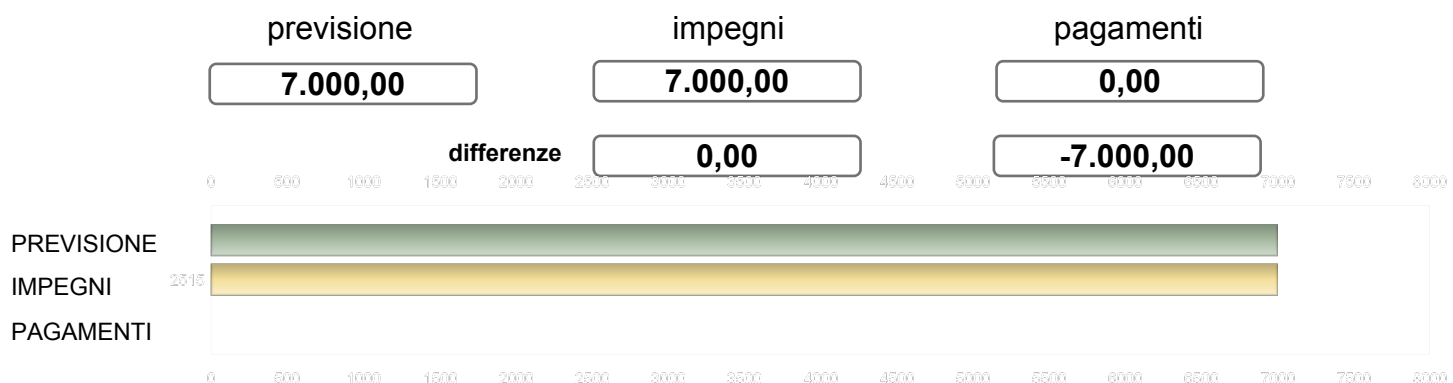 previsione impegni pagamenti
7.000,00 7.000,00 0,00
differenze 0,00 -7.000,00
0 500 1000 1500 2000 2500 3000 3500 4000 4500 5000 5500 6000 6500 7000 7500 8000
PREVISIONE
IMPEGNI 2515
PAGAMENTI
0 500 1000 1500 2000 2500 3000 3500 4000 4500 5000 5500 6000 6500 7000 7500 8000